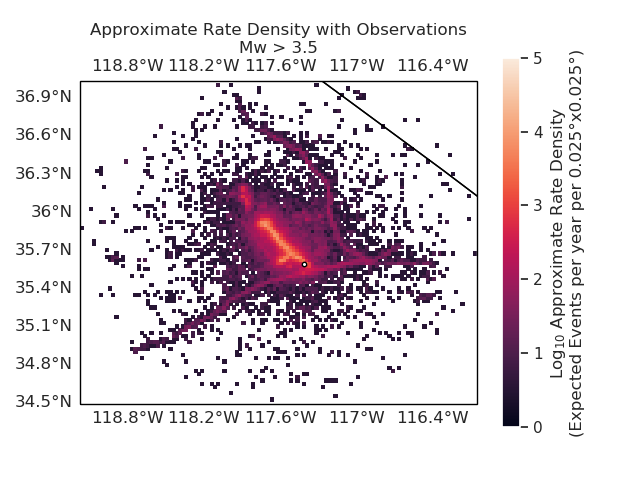 Approximate Rate Density with Observations
Mw > 3.5
118.8°W 118.2°W 117.6°W 117°W 116.4°W
36.9°N
36.6°N
36.3°N
36°N
35.7°N
35.4°N
35.1°N
34.8°N
34.5°N
118.8°W 118.2°W 117.6°W 117°W 116.4°W
5
4
3
2
1
0
Log₁₀ Approximate Rate Density
(Expected Events per year per 0.025°x0.025°)